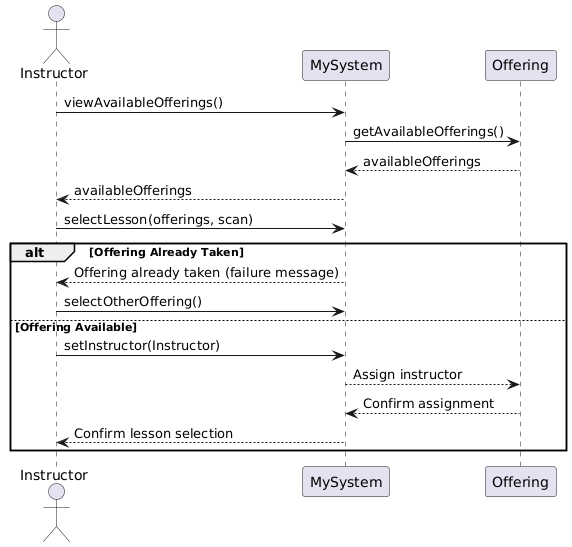 Instructor
MySystem
Offering
viewAvailableOfferings()
getAvailableOfferings()
availableOfferings
availableOfferings
selectLesson(offerings, scan)
alt [Offering Already Taken]
Offering already taken (failure message)
selectOtherOffering()
[Offering Available]
setInstructor(Instructor)
Assign instructor
Confirm assignment
Confirm lesson selection
Instructor
MySystem
Offering